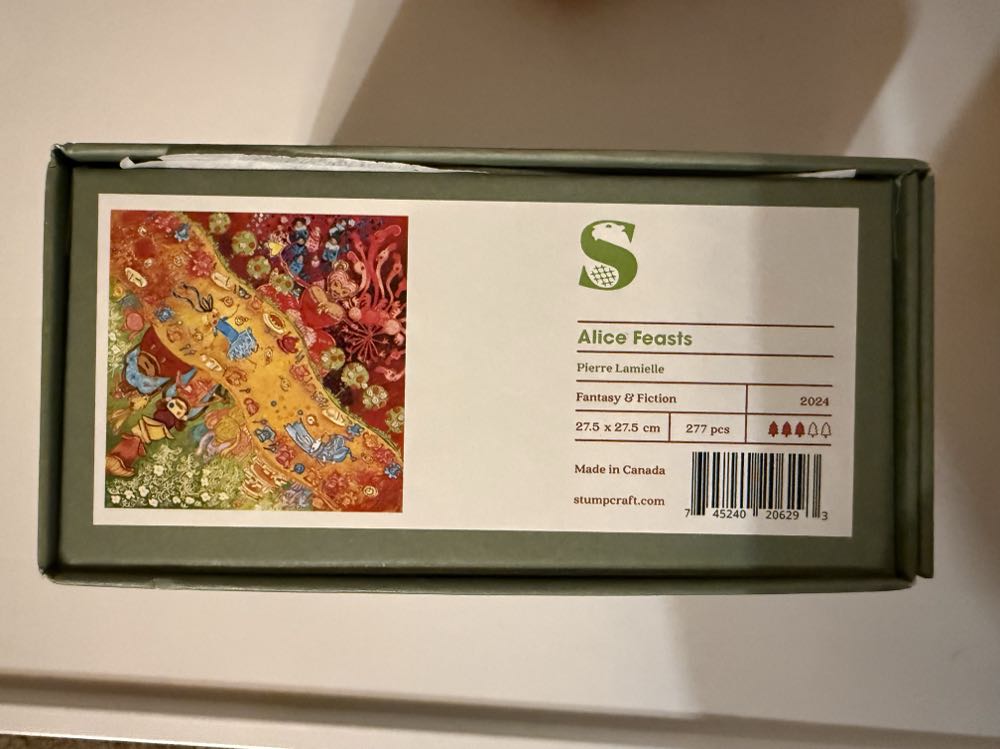 S
Alice Feasts
Pierre Lamielle
Fantasy & Fiction
2024
27.5 x 27.5 cm
277 pcs
Made in Canada
stumpcraft.com
7 45240 20629 3